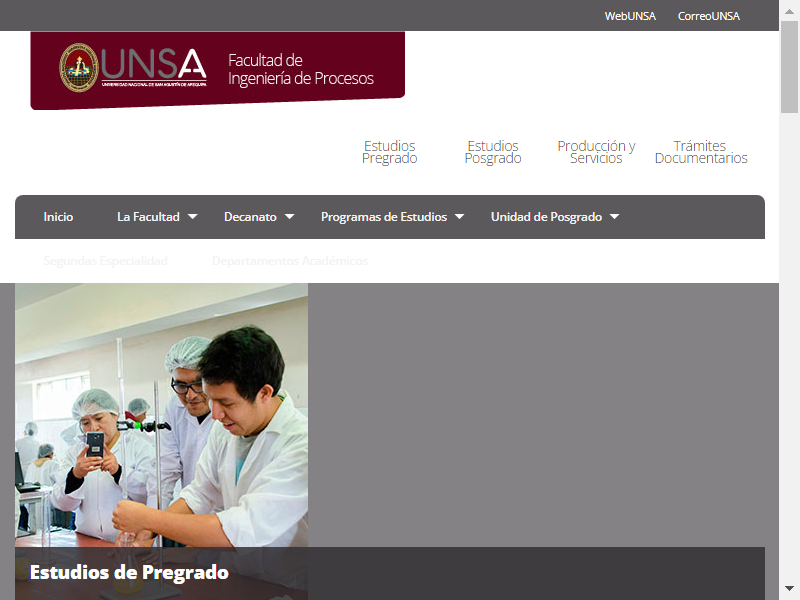 WebUNSA CorreoUNSA
UNSA
UNIVERSIDAD NACIONAL DE SAN AGUSTÍN DE AREQUIPA
Facultad de
Ingeniería de Procesos
Estudios
Pregrado
Estudios
Posgrado
Producción y
Servicios
Trámites
Documentarios
Inicio La Facultad Decanato Programas de Estudios Unidad de Posgrado
Segundas Especialidad Departamentos Académicos
Estudios de Pregrado